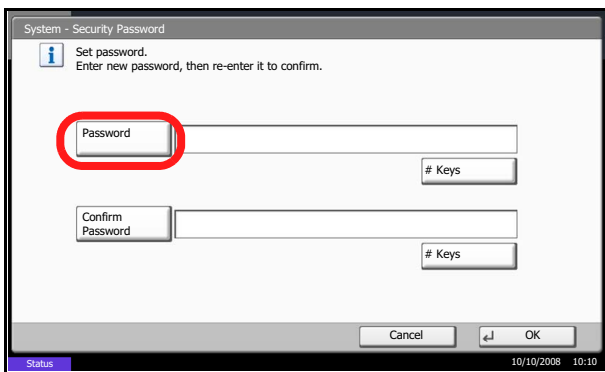 System - Security Password
Set password.
Enter new password, then re-enter it to confirm.
Password
# Keys
Confirm
Password
# Keys
Cancel
OK
Status
10/10/2008 10:10